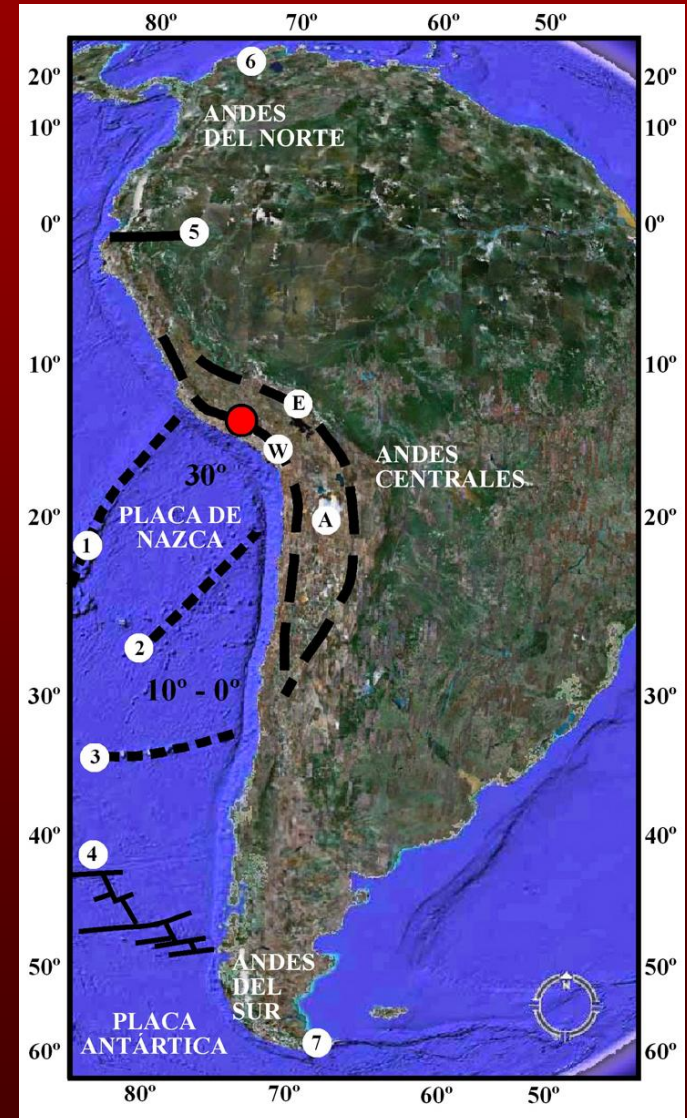 80º 70º 60º 50º
6
20º 20º
ANDES
DEL NORTE
10º 10º
0º 5 0º
10º 10º
E
W
ANDES
CENTRALES
30º
PLACA DE
NAZCA
20º A 20º
1
2
10º - 0º
30º 30º
3
40º 40º
4
50º 50º
ANDES
DEL
SUR
N
PLACA
ANTÁRTICA
7
60º 60º
80º 70º 60º 50º